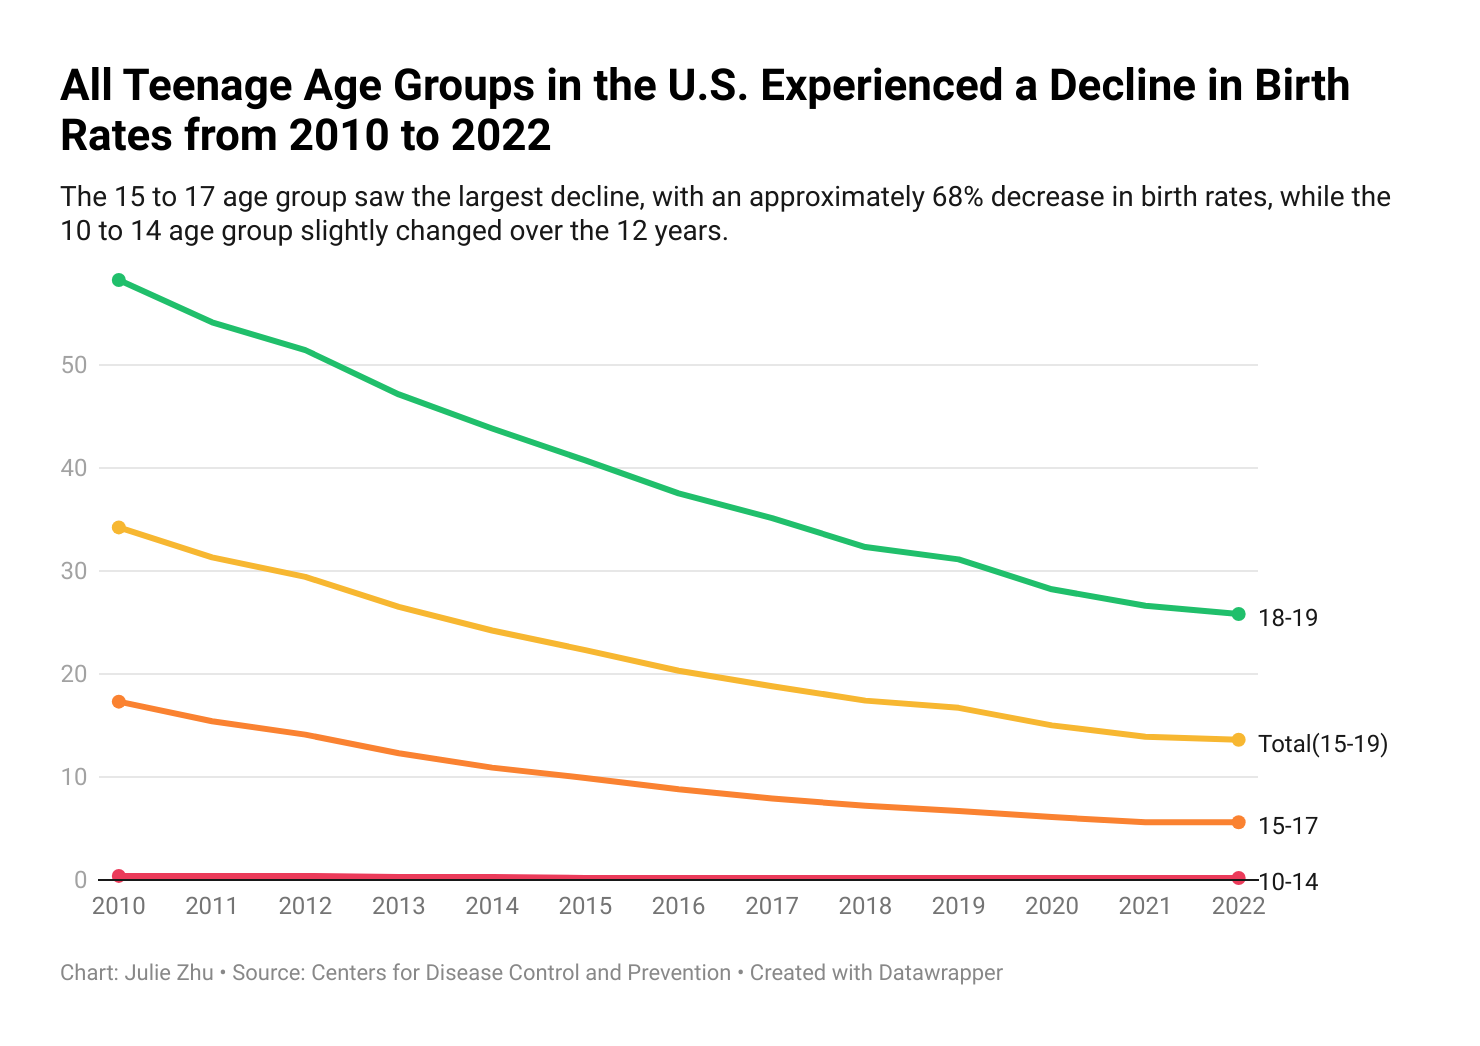 All Teenage Age Groups in the U.S. Experienced a Decline in Birth
Rates from 2010 to 2022
The 15 to 17 age group saw the largest decline, with an approximately 68% decrease in birth rates, while the
10 to 14 age group slightly changed over the 12 years.
50
40
30
18-19
20
Total(15-19)
10
15-17
0
10-14
2010 2011 2012 2013 2014 2015 2016 2017 2018 2019 2020 2021 2022
Chart: Julie Zhu • Source: Centers for Disease Control and Prevention • Created with Datawrapper